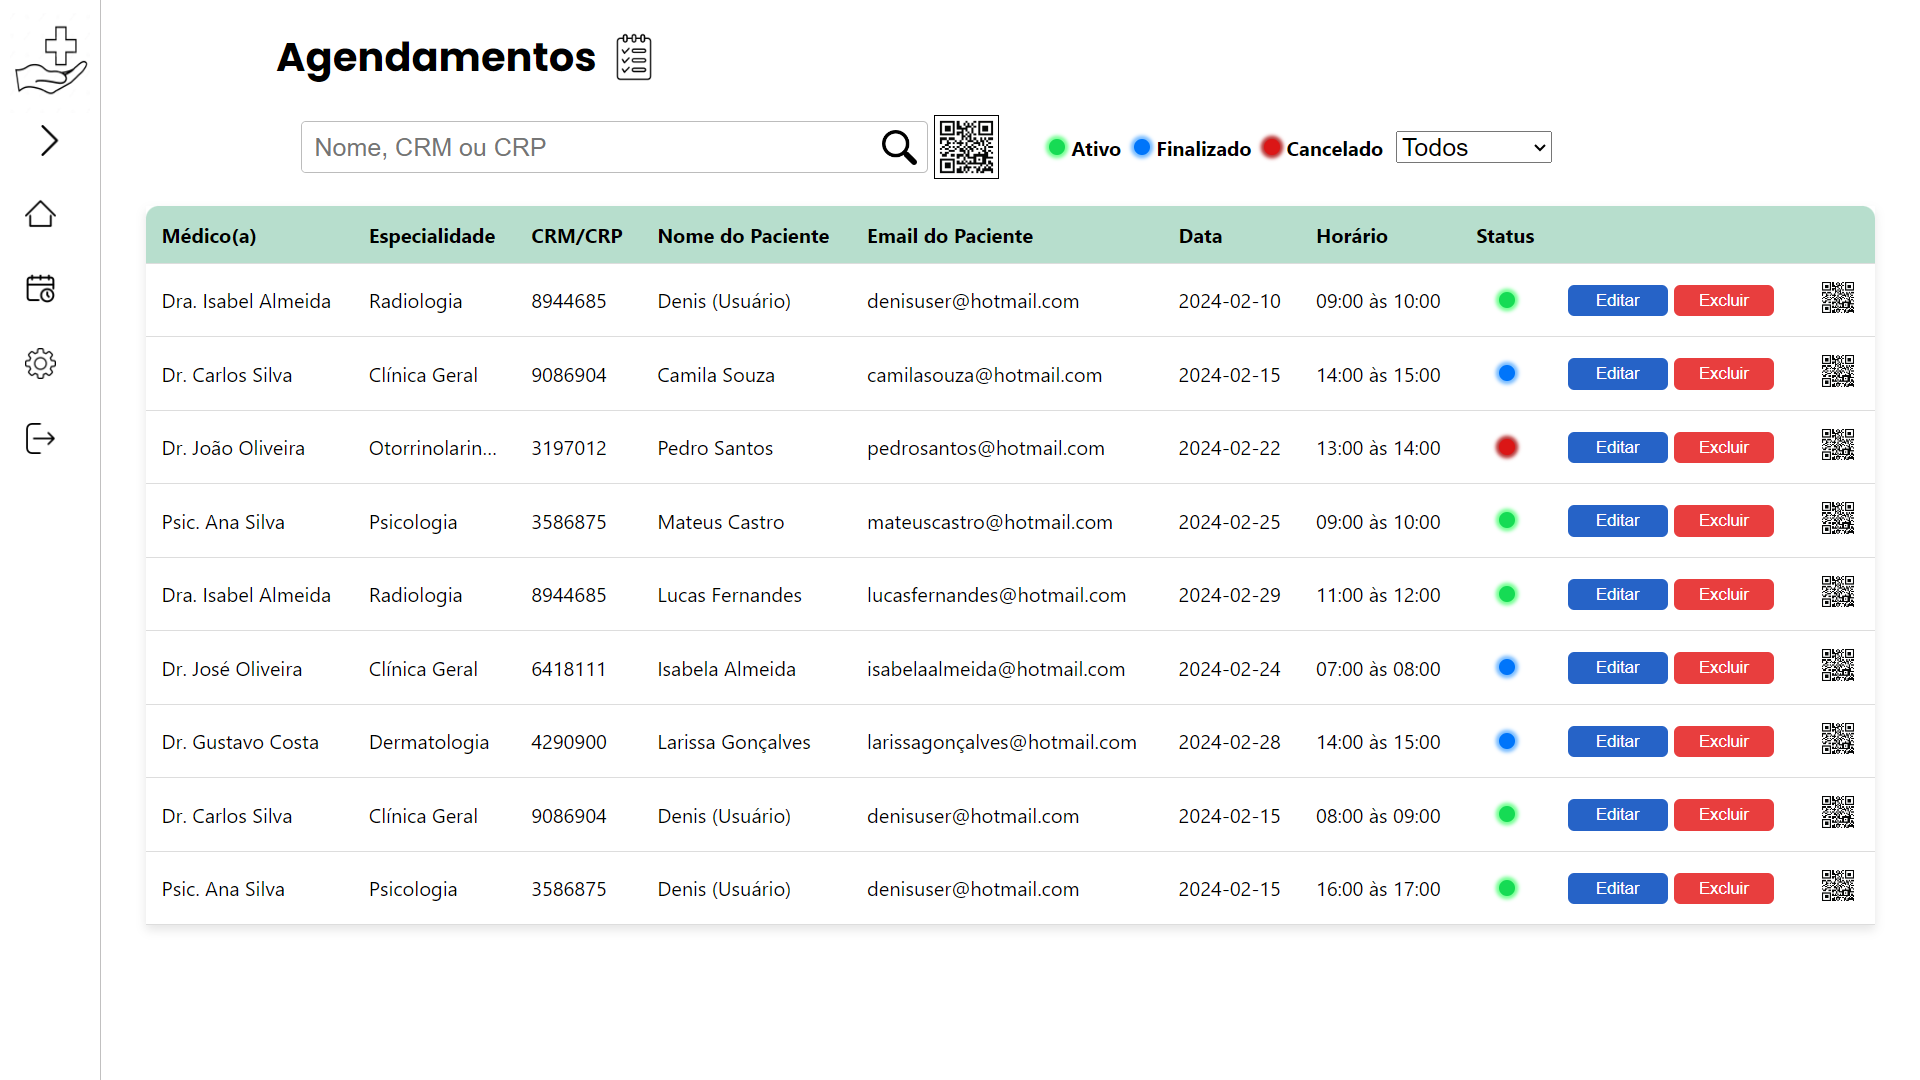 Agendamentos
Nome, CRM ou CRP
Ativo Finalizado Cancelado Todos
Médico(a) Especialidade CRM/CRP Nome do Paciente Email do Paciente Data Horário Status
Dra. Isabel Almeida Radiologia 8944685 Denis (Usuário) denisuser@hotmail.com 2024-02-10 09:00 às 10:00 Editar Excluir
Dr. Carlos Silva Clínica Geral 9086904 Camila Souza camilasouza@hotmail.com 2024-02-15 14:00 às 15:00 Editar Excluir
Dr. João Oliveira Otorrinolarin... 3197012 Pedro Santos pedrosantos@hotmail.com 2024-02-22 13:00 às 14:00 Editar Excluir
Psic. Ana Silva Psicologia 3586875 Mateus Castro mateuscastro@hotmail.com 2024-02-25 09:00 às 10:00 Editar Excluir
Dra. Isabel Almeida Radiologia 8944685 Lucas Fernandes lucasfernandes@hotmail.com 2024-02-29 11:00 às 12:00 Editar Excluir
Dr. José Oliveira Clínica Geral 6418111 Isabela Almeida isabelaalmeida@hotmail.com 2024-02-24 07:00 às 08:00 Editar Excluir
Dr. Gustavo Costa Dermatologia 4290900 Larissa Gonçalves larissagonçalves@hotmail.com 2024-02-28 14:00 às 15:00 Editar Excluir
Dr. Carlos Silva Clínica Geral 9086904 Denis (Usuário) denisuser@hotmail.com 2024-02-15 08:00 às 09:00 Editar Excluir
Psic. Ana Silva Psicologia 3586875 Denis (Usuário) denisuser@hotmail.com 2024-02-15 16:00 às 17:00 Editar Excluir